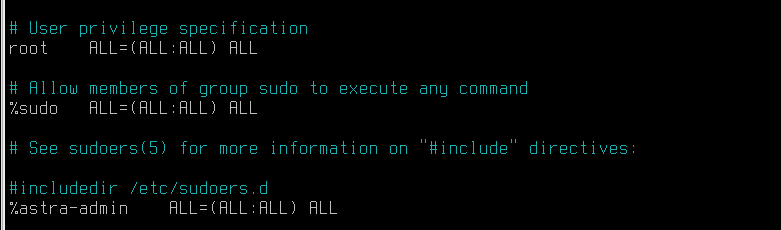 # User privilege specification
root    ALL=(ALL:ALL) ALL
# Allow members of group sudo to execute any command
%sudo   ALL=(ALL:ALL) ALL
# See sudoers(5) for more information on "#include" directives:
#includedir /etc/sudoers.d
%astra-admin    ALL=(ALL:ALL) ALL